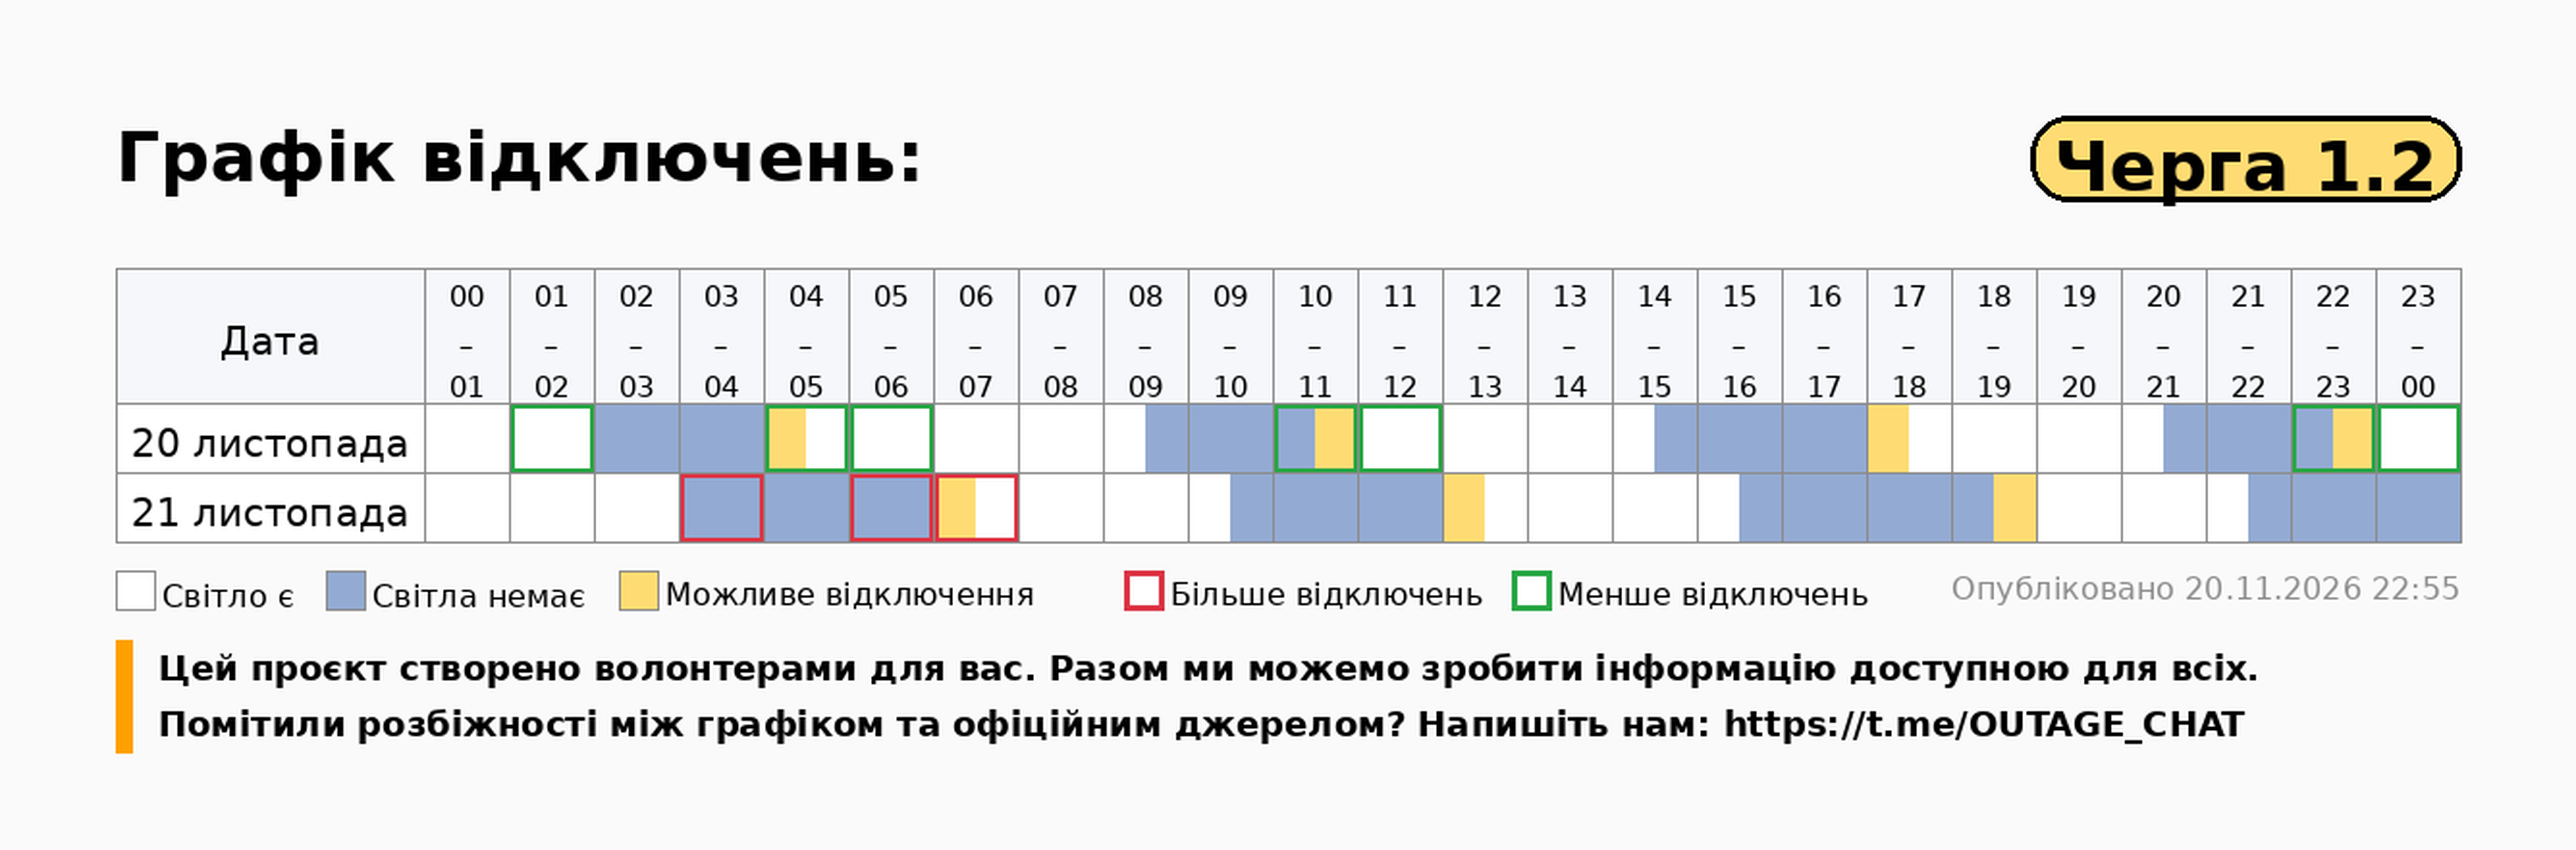 Графік відключень:
Черга 1.2
Дата
00 – 01
01 – 02
02 – 03
03 – 04
04 – 05
05 – 06
06 – 07
07 – 08
08 – 09
09 – 10
10 – 11
11 – 12
12 – 13
13 – 14
14 – 15
15 – 16
16 – 17
17 – 18
18 – 19
19 – 20
20 – 21
21 – 22
22 – 23
23 – 00
20 листопада
21 листопада
Світло є
Світла немає
Можливе відключення
Більше відключень
Менше відключень
Опубліковано 20.11.2026 22:55
Цей проєкт створено волонтерами для вас. Разом ми можемо зробити інформацію доступною для всіх.
Помітили розбіжності між графіком та офіційним джерелом? Напишіть нам: https://t.me/OUTAGE_CHAT